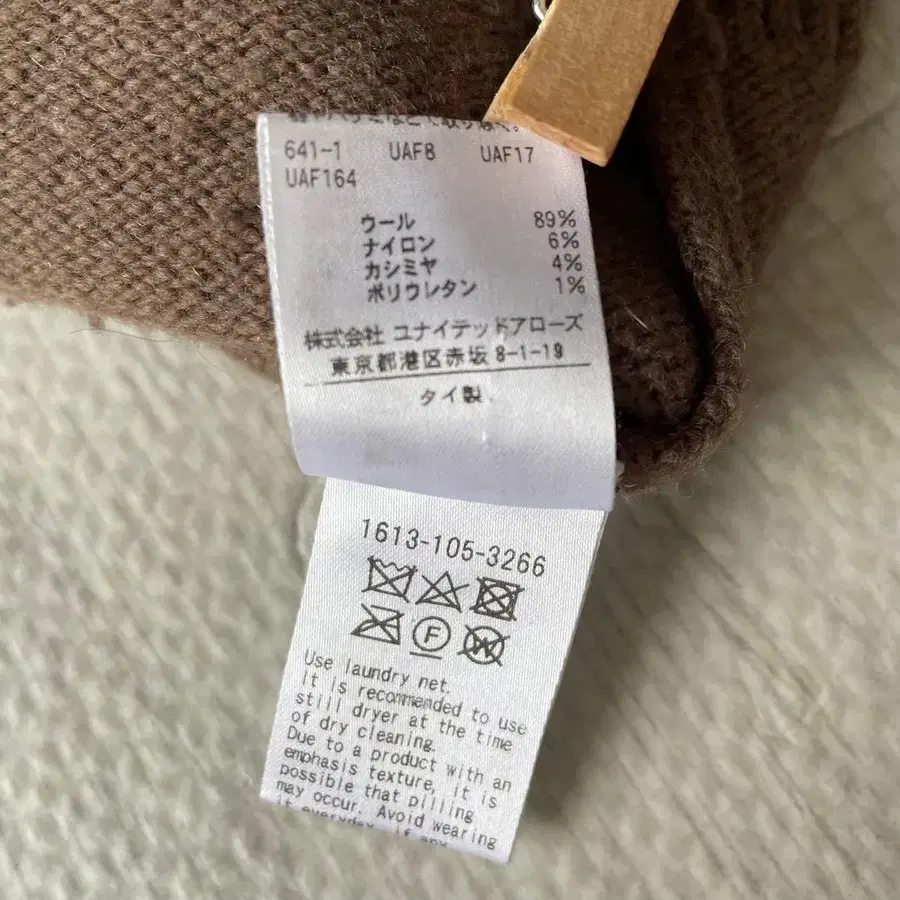 641-1 UAF8 UAF17
UAF164
ウール 89%
ナイロン 6%
カシミヤ 4%
ポリウレタン 1%
株式会社 ユナイテッドアローズ
東京都港区赤坂8-1-19
タイ製
1613-105-3266
F
W
Use laundry net.
It is recommended to use
still dryer at the time
of dry cleaning.
Due to a product with an
emphasis texture, it is
possible that pilling
may occur. Avoid wearing
it everyday, if any